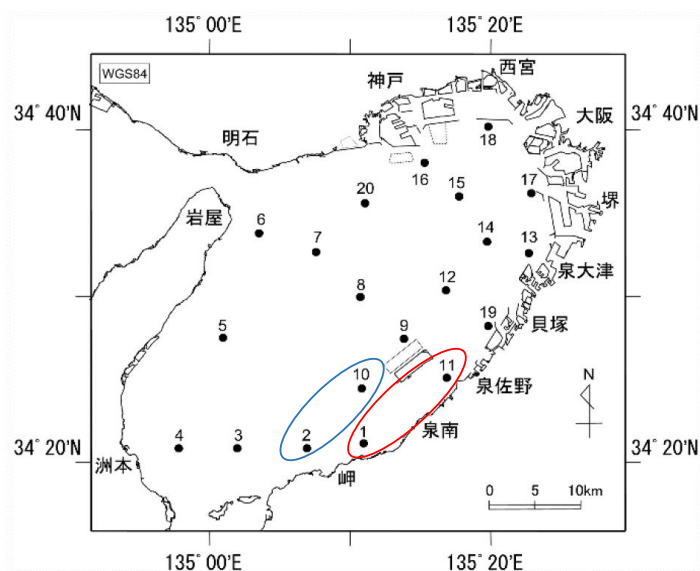 135° 00'E
135° 20'E
WGS84
西宮
神戸
34° 40'N
34° 40'N
大阪
明石
18
16
15
17
堺
20
岩屋
6
14
13
7
泉大津
12
8
19
貝塚
5
9
10
11
泉佐野
N
泉南
1
4
3
2
34° 20'N
34° 20'N
洲本
岬
0 5 10km
135° 00'E
135° 20'E